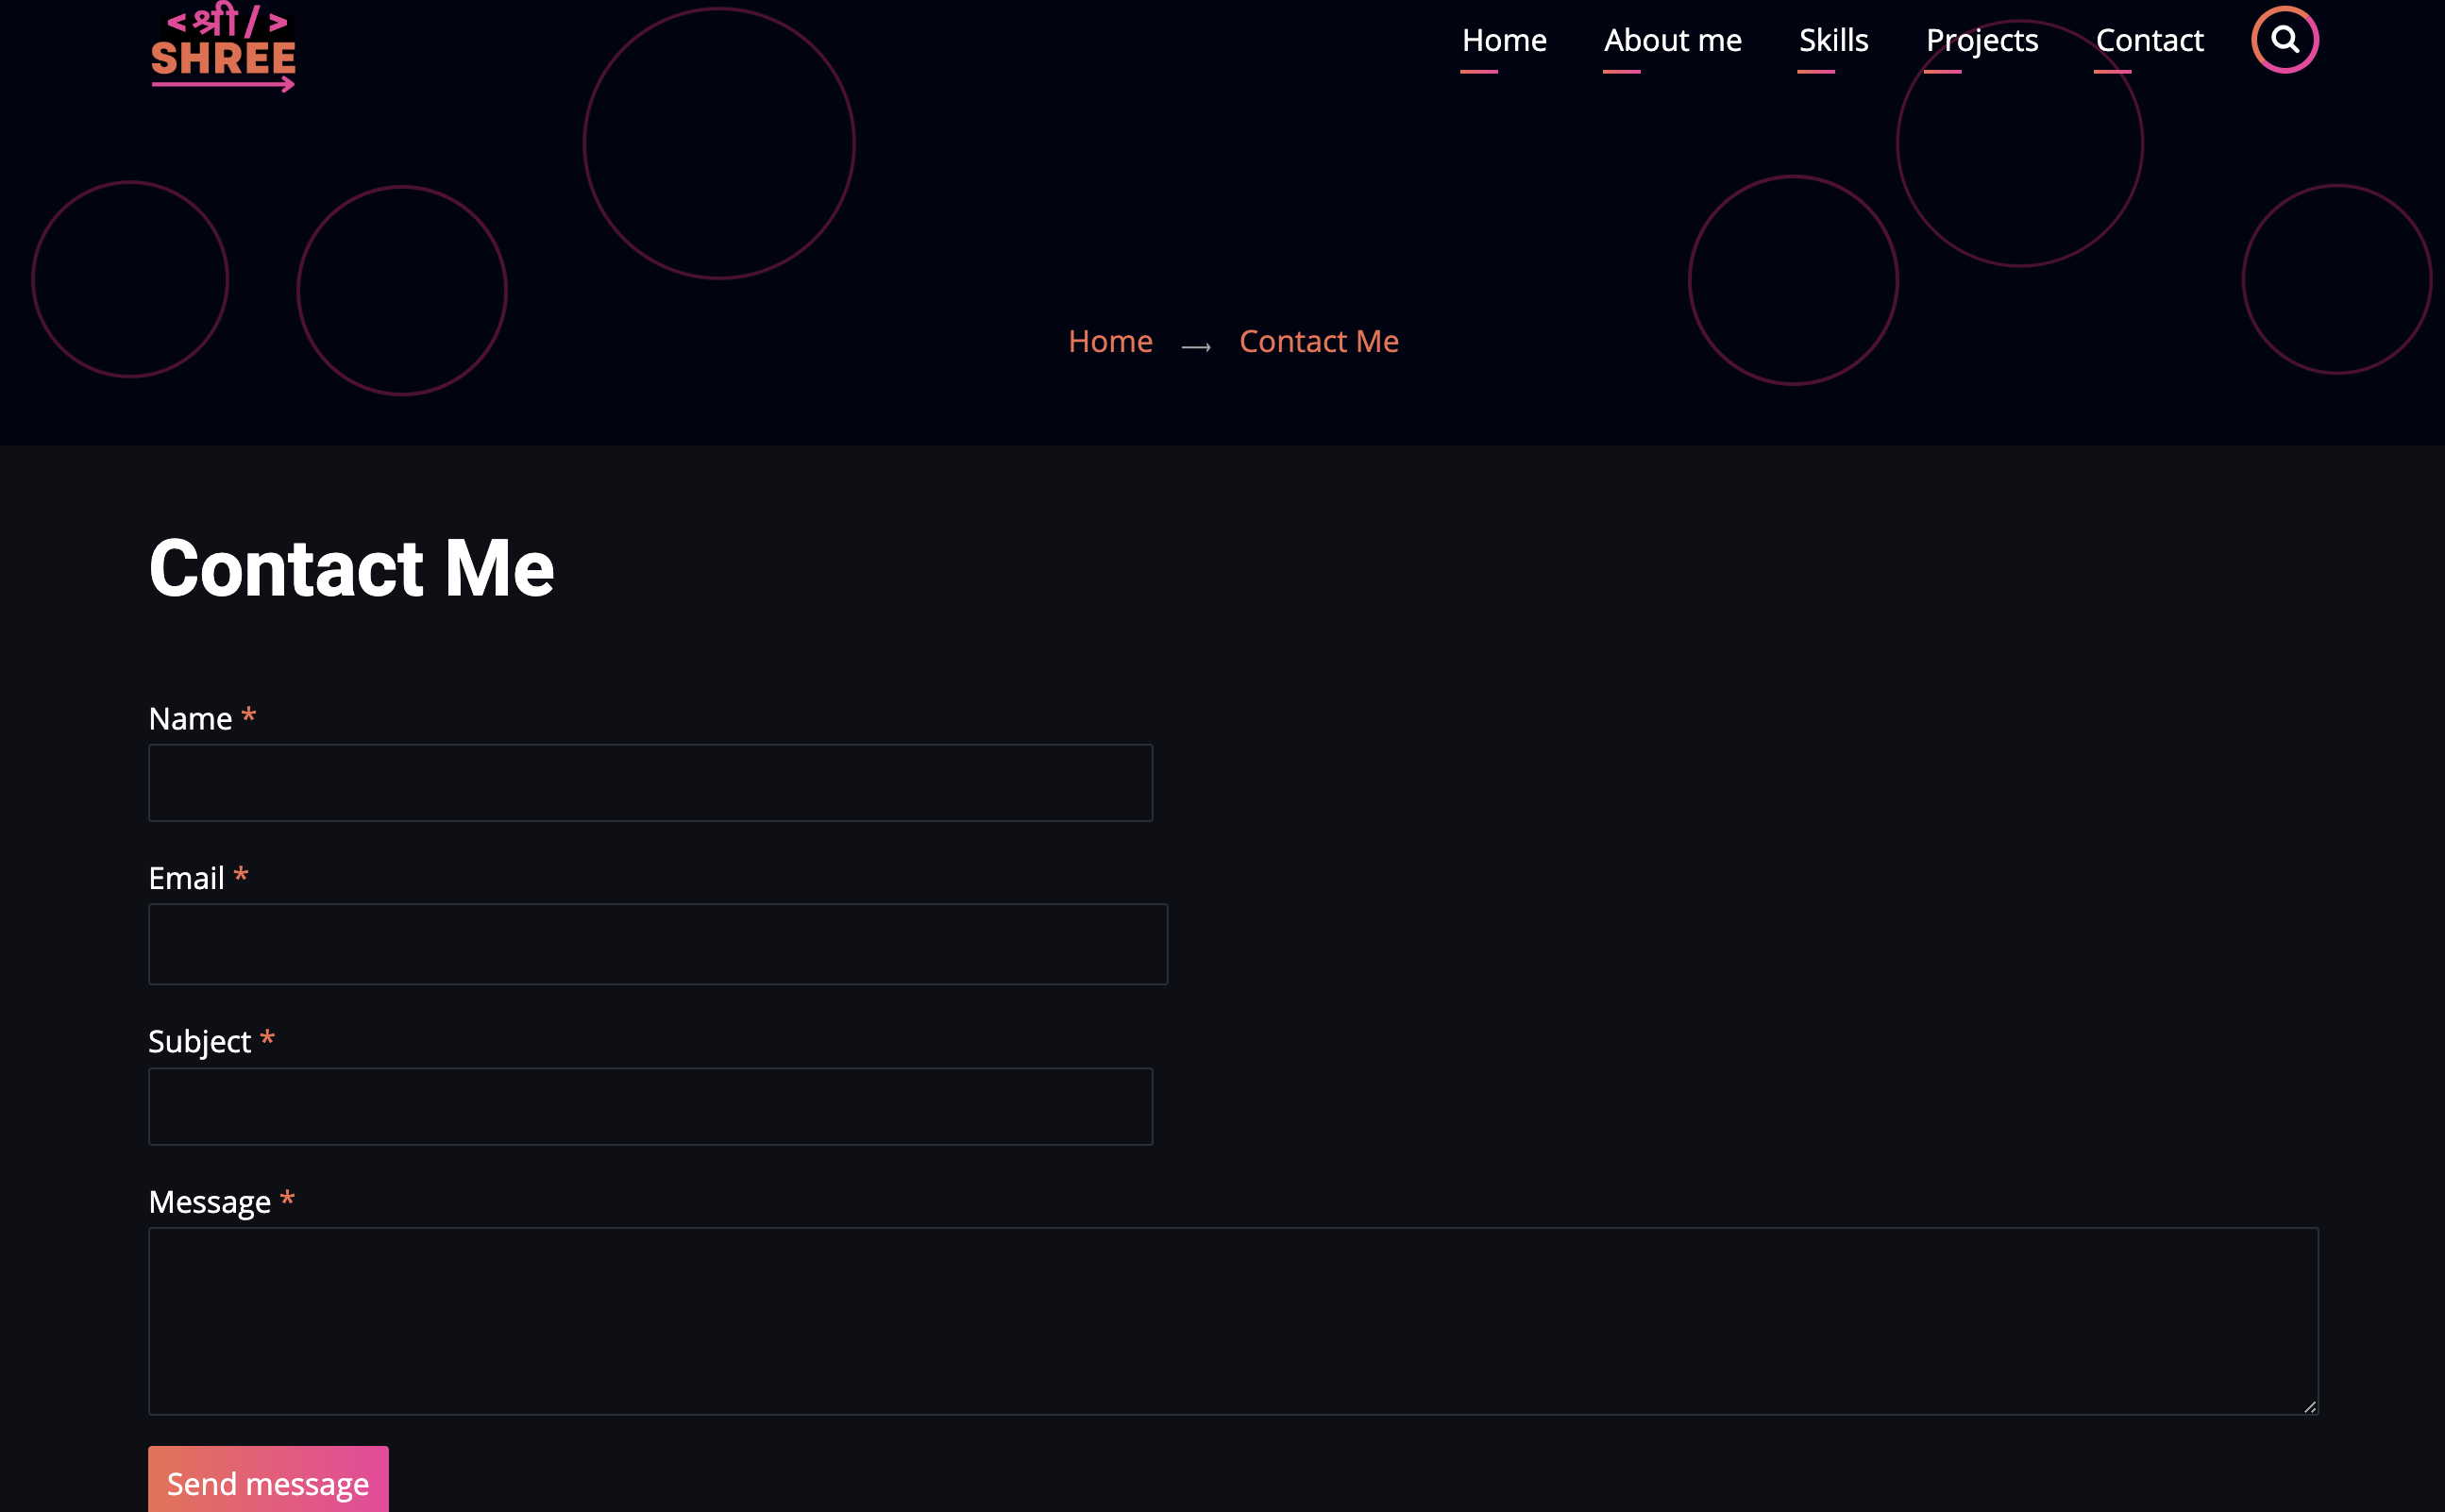 <श्री/>
SHREE
Home About me Skills Projects Contact
Home → Contact Me
Contact Me
Name *
Email *
Subject *
Message *
Send message